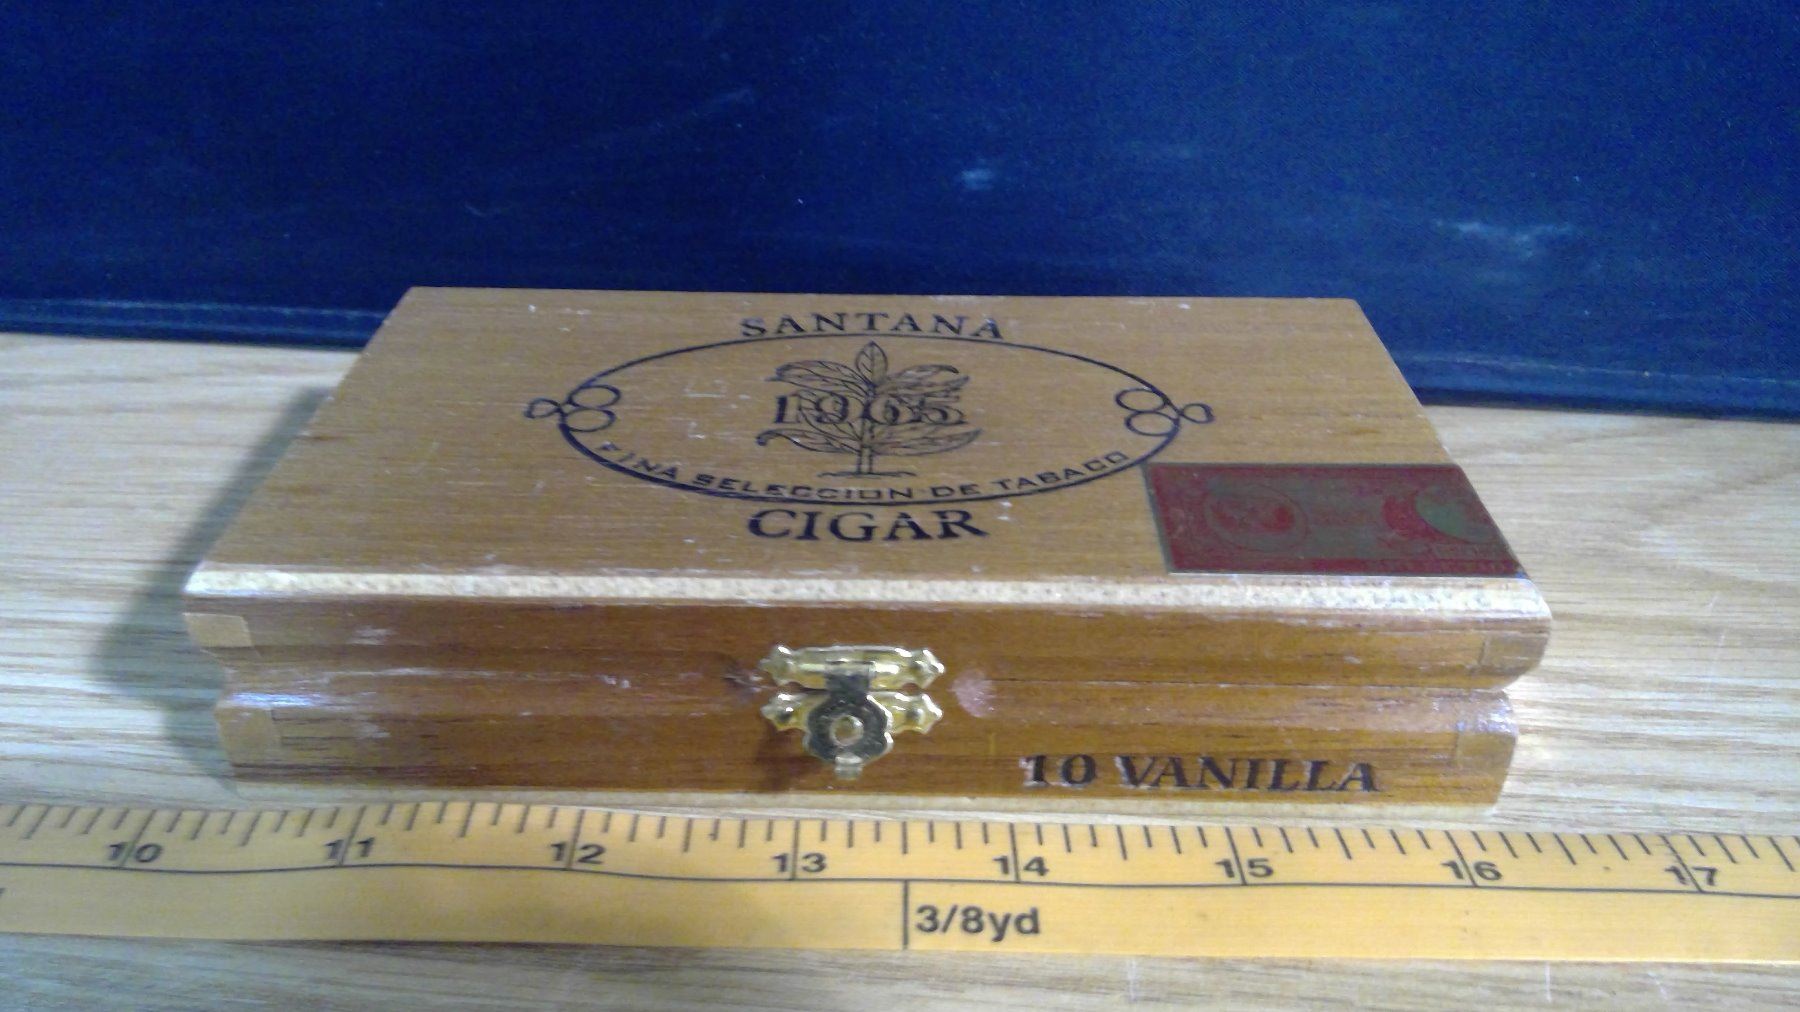 SANTANA
1965
FINA SELECCION DE TABACO
CIGAR
10 VANILLA
10 11 12 13 14 15 16 17
3/8yd